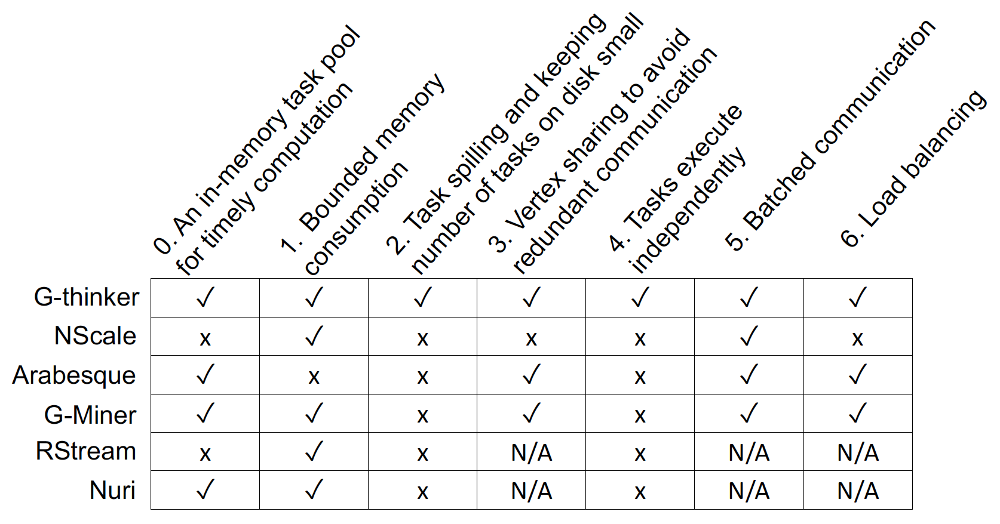 0. An in-memory task pool
for timely computation
1. Bounded memory
consumption
2. Task spilling and keeping
number of tasks on disk small
3. Vertex sharing to avoid
redundant communication
4. Tasks execute
independently
5. Batched communication
6. Load balancing
G-thinker ✓ ✓ ✓ ✓ ✓ ✓ ✓
NScale x ✓ x x x ✓ x
Arabesque ✓ x x ✓ x ✓ ✓
G-Miner ✓ ✓ x ✓ x ✓ ✓
RStream x ✓ x N/A x N/A N/A
Nuri ✓ ✓ x N/A x N/A N/A